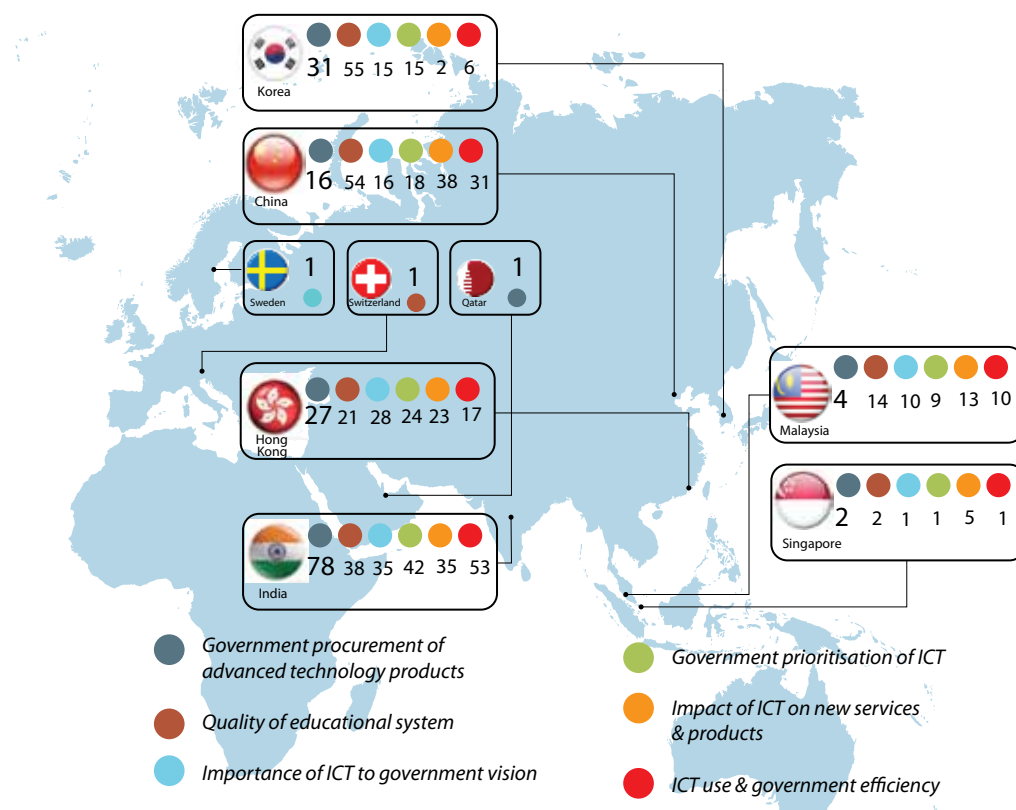 31 55 15 15 2 6
Korea
16 54 16 18 38 31
China
1
Sweden
1
Switzerland
1
Qatar
27 21 28 24 23 17
Hong
Kong
4 14 10 9 13 10
Malaysia
2 2 1 1 5 1
Singapore
78 38 35 42 35 53
India
Government procurement of
advanced technology products
Quality of educational system
Importance of ICT to government vision
Government prioritisation of ICT
Impact of ICT on new services
& products
ICT use & government efficiency